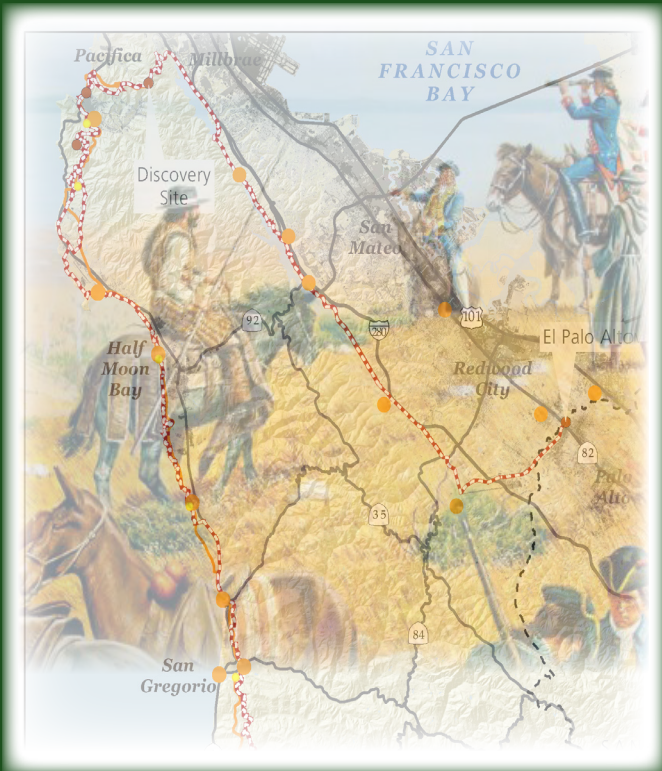 Pacifica
Millbrae
SAN
FRANCISCO
BAY
Discovery
Site
San
Mateo
92
280
101
El Palo Alto
Half
Moon
Bay
Redwood
City
82
Palo
Alto
35
84
San
Gregorio